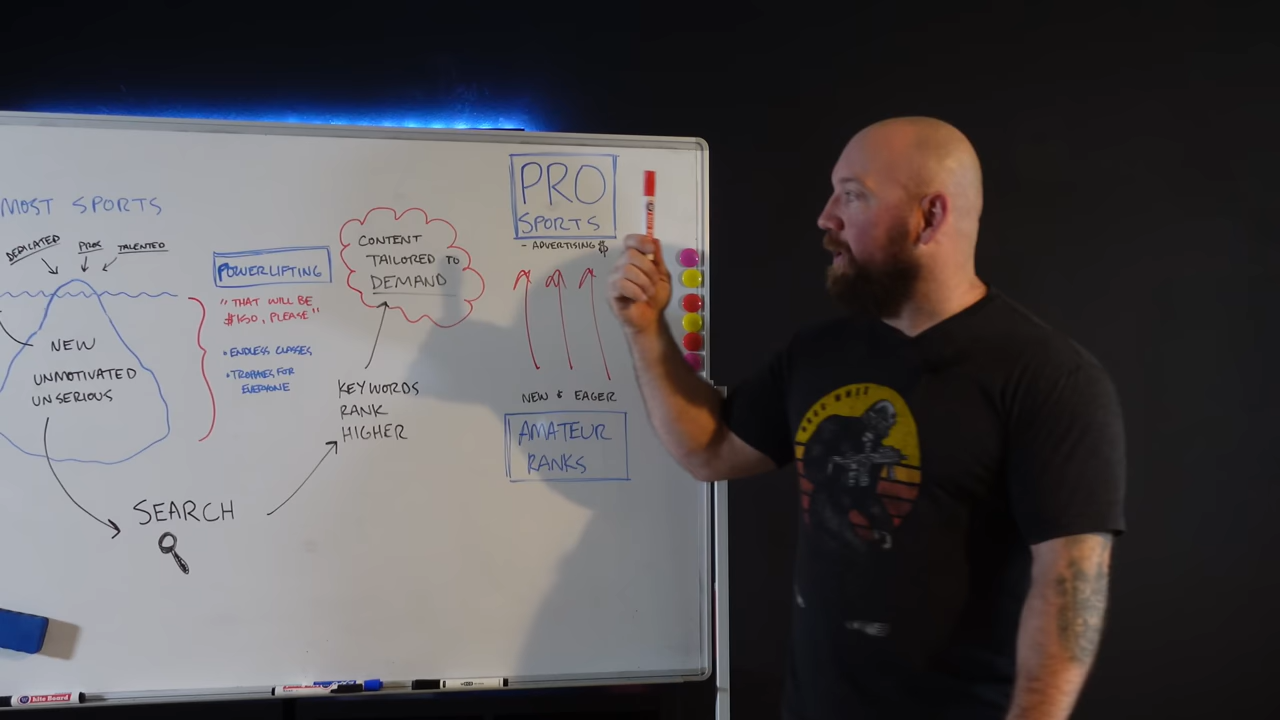 MOST SPORTS
DEDICATED
PROS
TALENTED
NEW
UNMOTIVATED
UNSERIOUS
SEARCH
POWERLIFTING
"THAT WILL BE
$150, PLEASE"
• ENDLESS CLASSES
• TROPHIES FOR
EVERYONE
KEYWORDS
RANK
HIGHER
CONTENT
TAILORED TO
DEMAND
PRO
SPORTS
- ADVERTISING $
NEW & EAGER
AMATEUR
RANKS